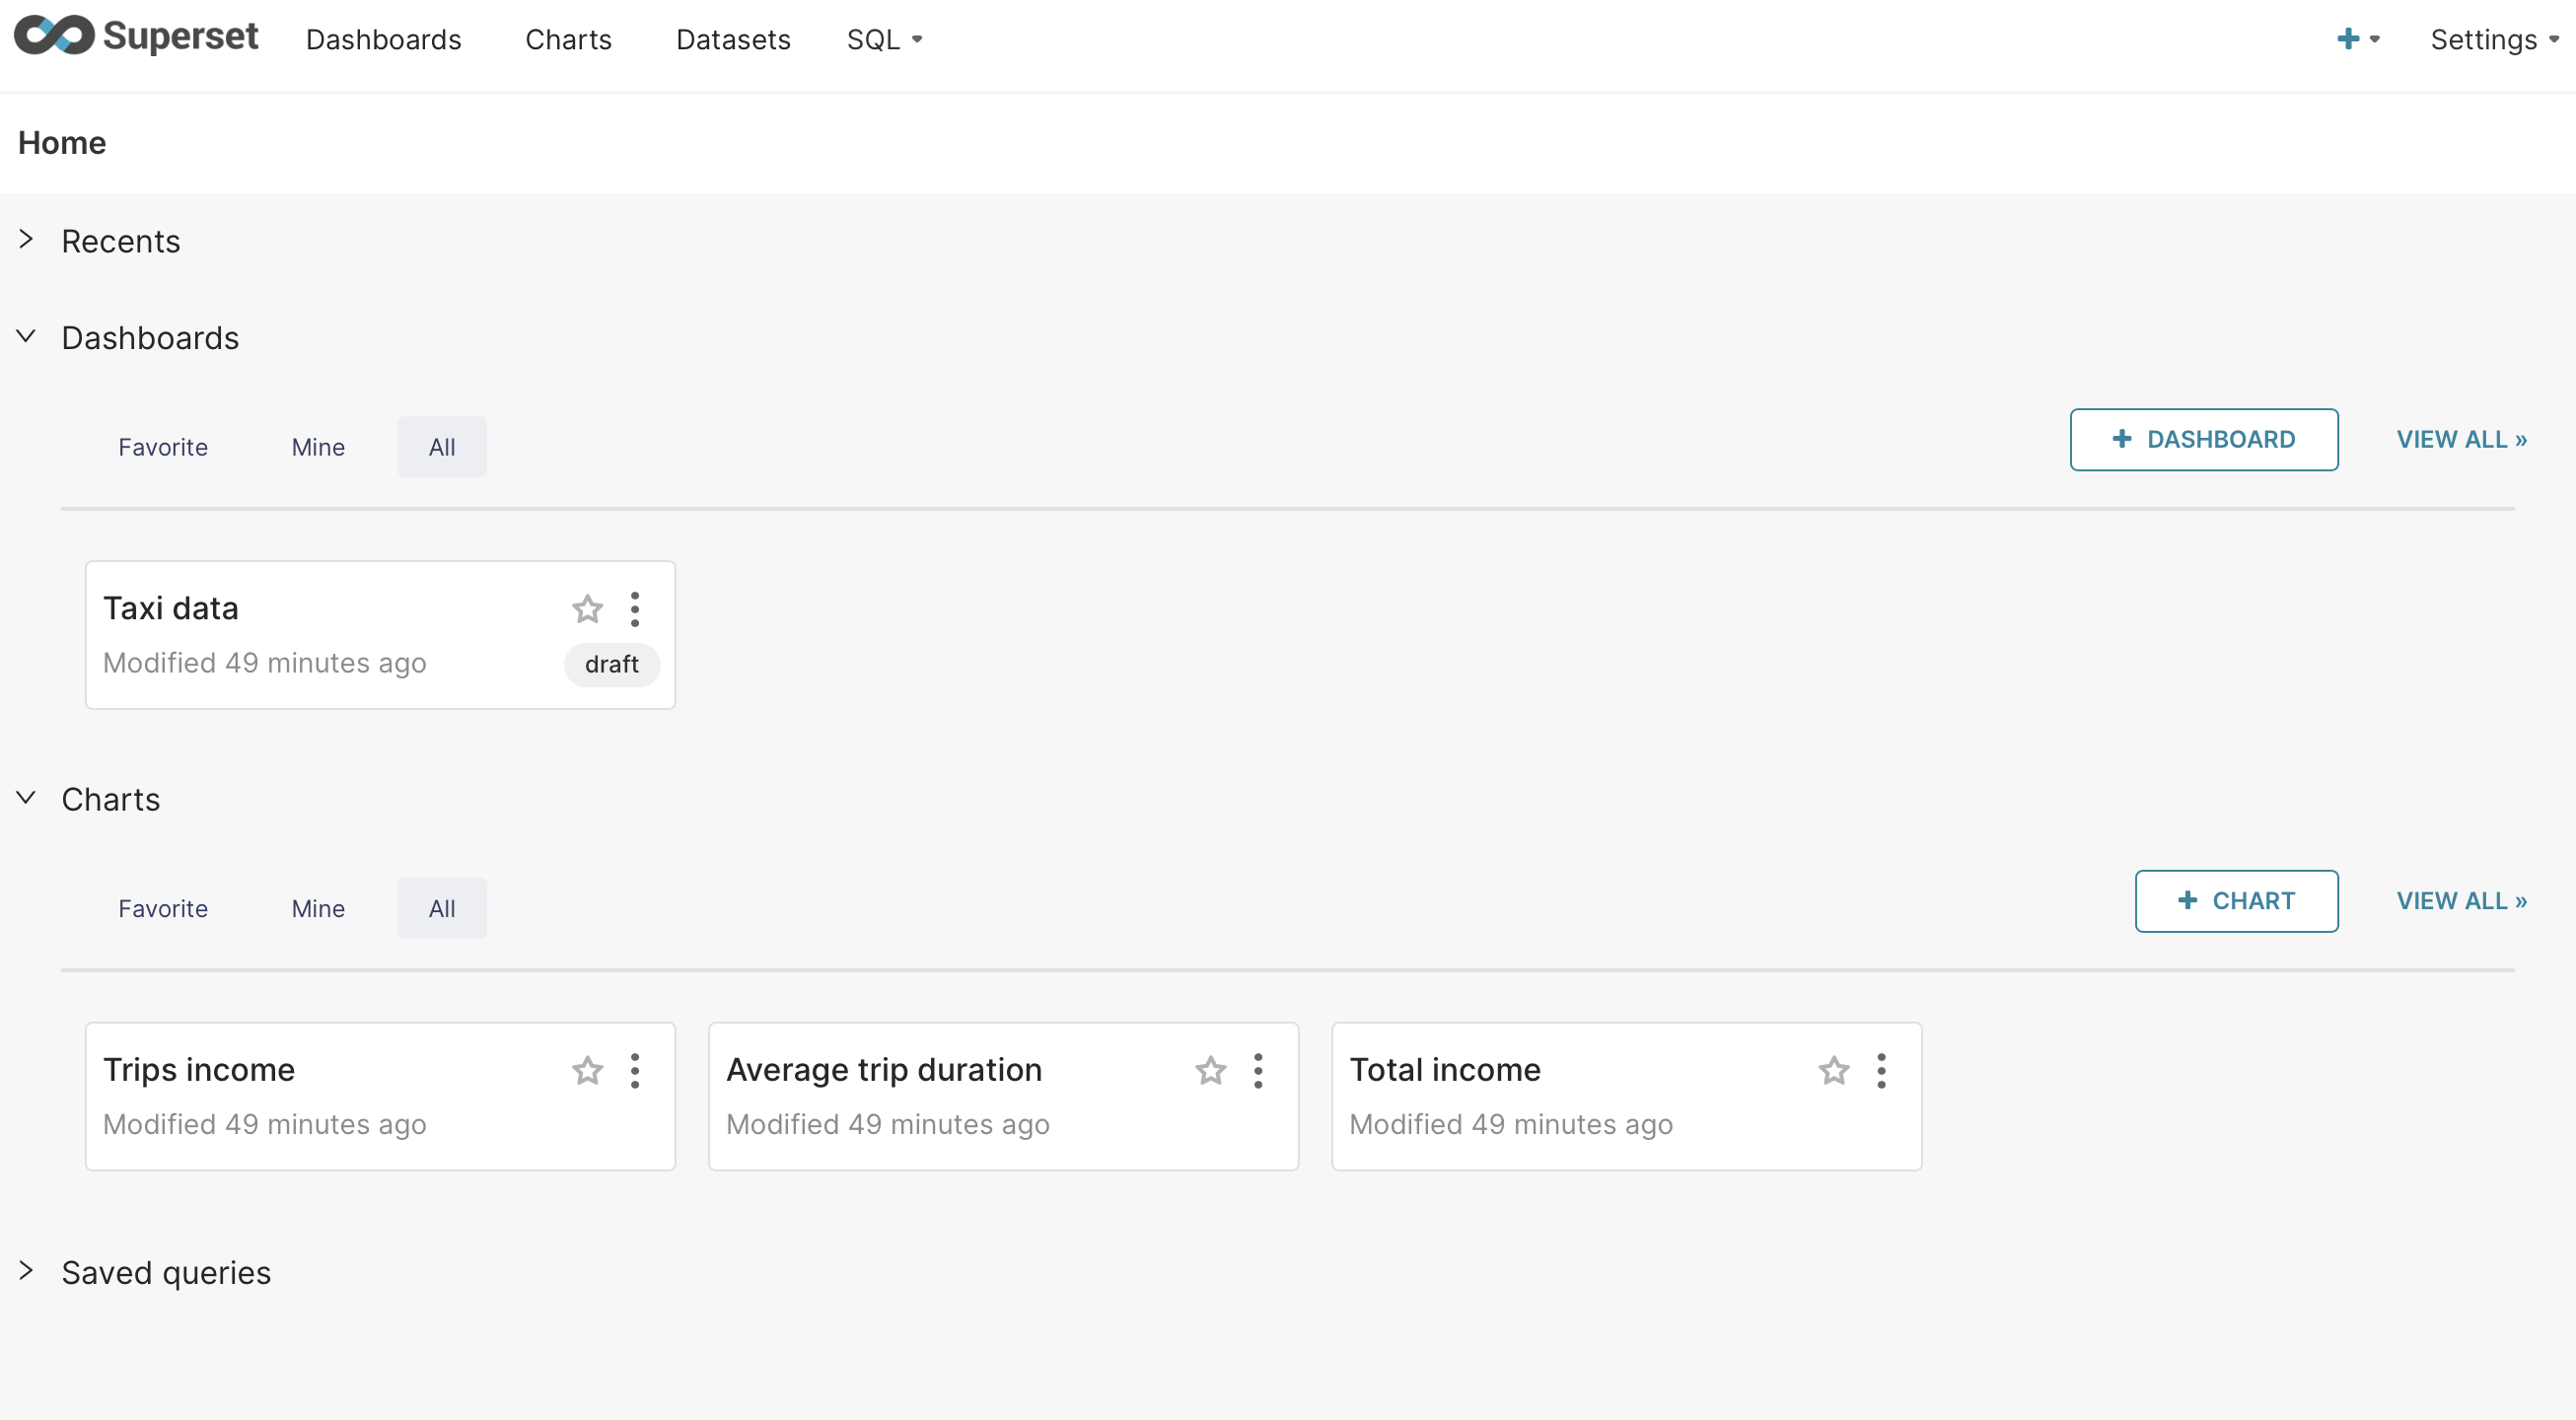 Superset Dashboards Charts Datasets SQL Settings
Home
Recents
Dashboards
Favorite Mine All + DASHBOARD VIEW ALL »
Taxi data
Modified 49 minutes ago draft
Charts
Favorite Mine All + CHART VIEW ALL »
Trips income Average trip duration Total income
Modified 49 minutes ago Modified 49 minutes ago Modified 49 minutes ago
Saved queries